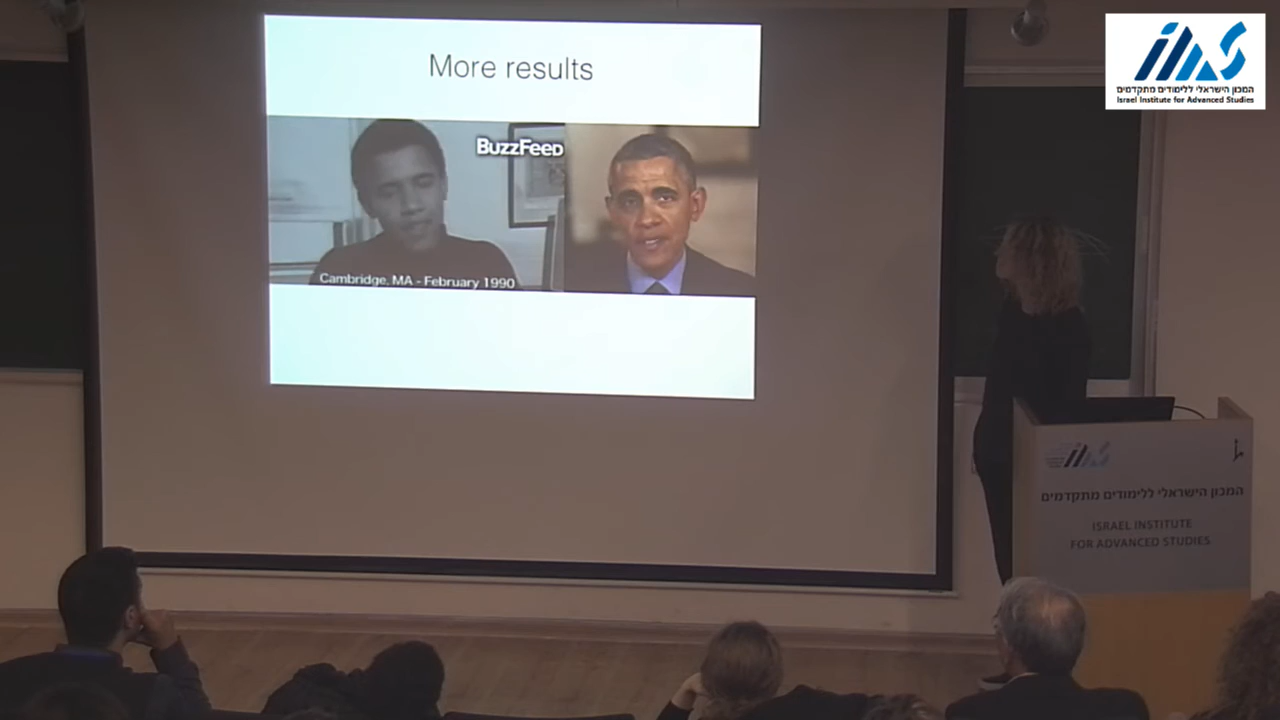 More results
BuzzFeed
Cambridge, MA - February 1990
המכון הישראלי ללימודים מתקדמים
Israel Institute for Advanced Studies
המכון הישראלי ללימודים מתקדמים
ISRAEL INSTITUTE
FOR ADVANCED STUDIES